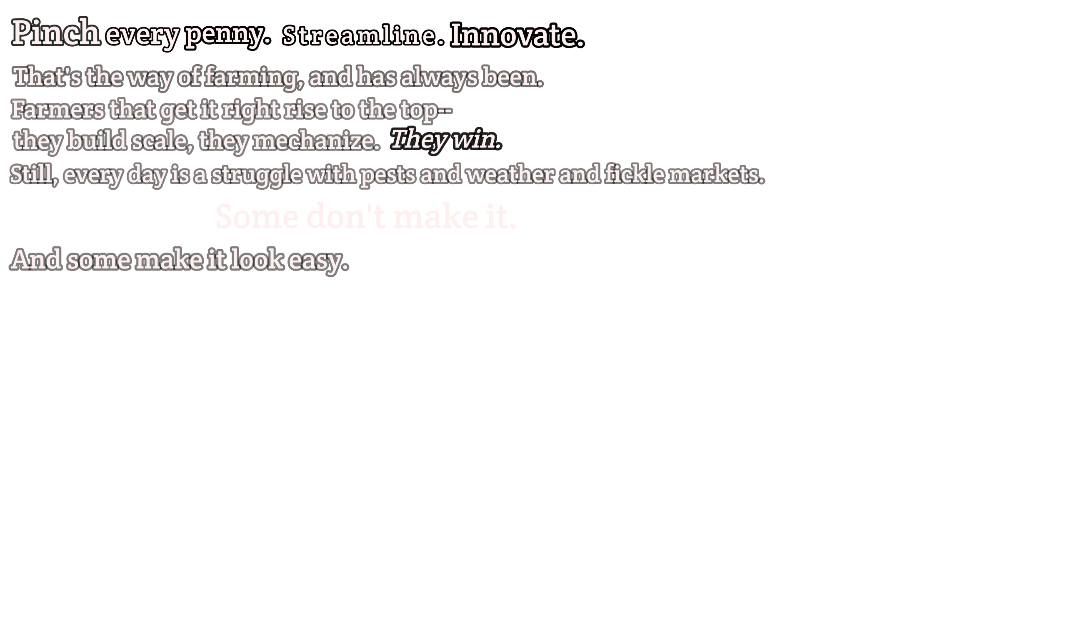 Pinch every penny. Streamline. Innovate.
That's the way of farming, and has always been.
Farmers that get it right rise to the top--
they build scale, they mechanize. They win.
Still, every day is a struggle with pests and weather and fickle markets.
Some don't make it.
And some make it look easy.